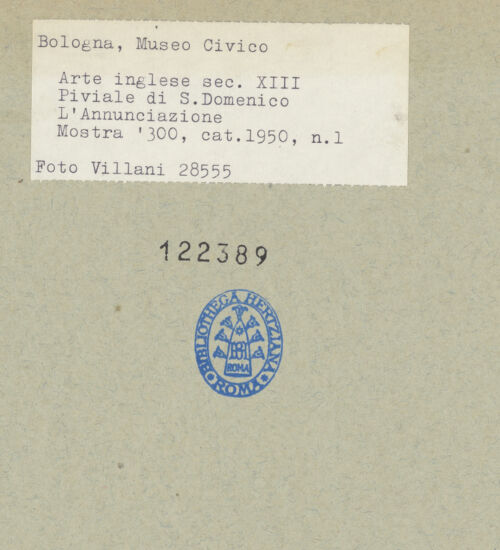 Bologna, Museo Civico
Arte inglese sec. XIII
Piviale di S.Domenico
L'Annunciazione
Mostra '300, cat.1950, n.1
Foto Villani 28555
122389
BIBLIOTHECA HERTZIANA
ROMA
ROMA